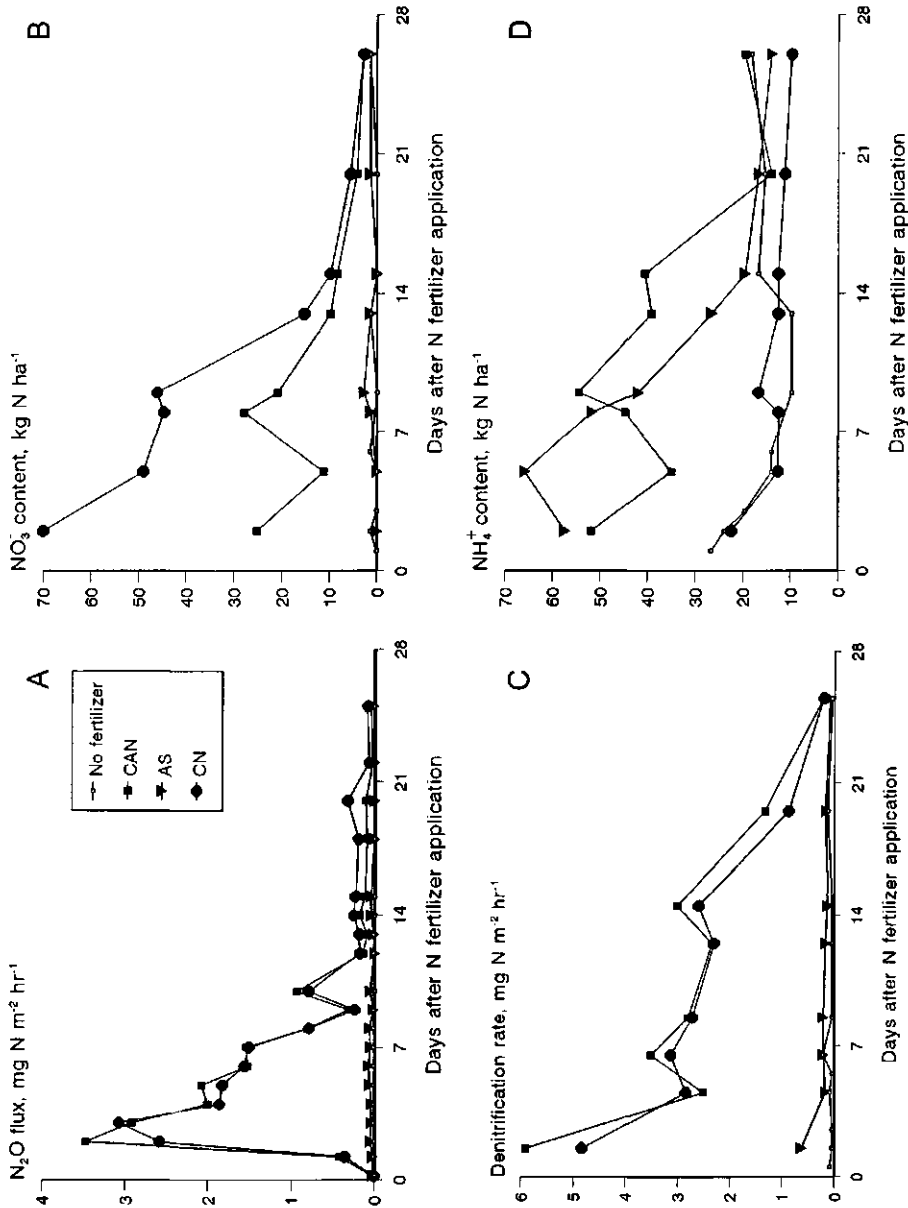 A
N₂O flux, mg N m⁻² hr⁻¹
4
3
2
1
0
No fertilizer
CAN
AS
CN
0 7 14 21 28
Days after N fertilizer application
B
NO₃⁻ content, kg N ha⁻¹
70
60
50
40
30
20
10
0
0 7 14 21 28
Days after N fertilizer application
C
Denitrification rate, mg N m⁻² hr⁻¹
6
5
4
3
2
1
0
0 7 14 21 28
Days after N fertilizer application
D
NH₄⁺ content, kg N ha⁻¹
70
60
50
40
30
20
10
0
0 7 14 21 28
Days after N fertilizer application